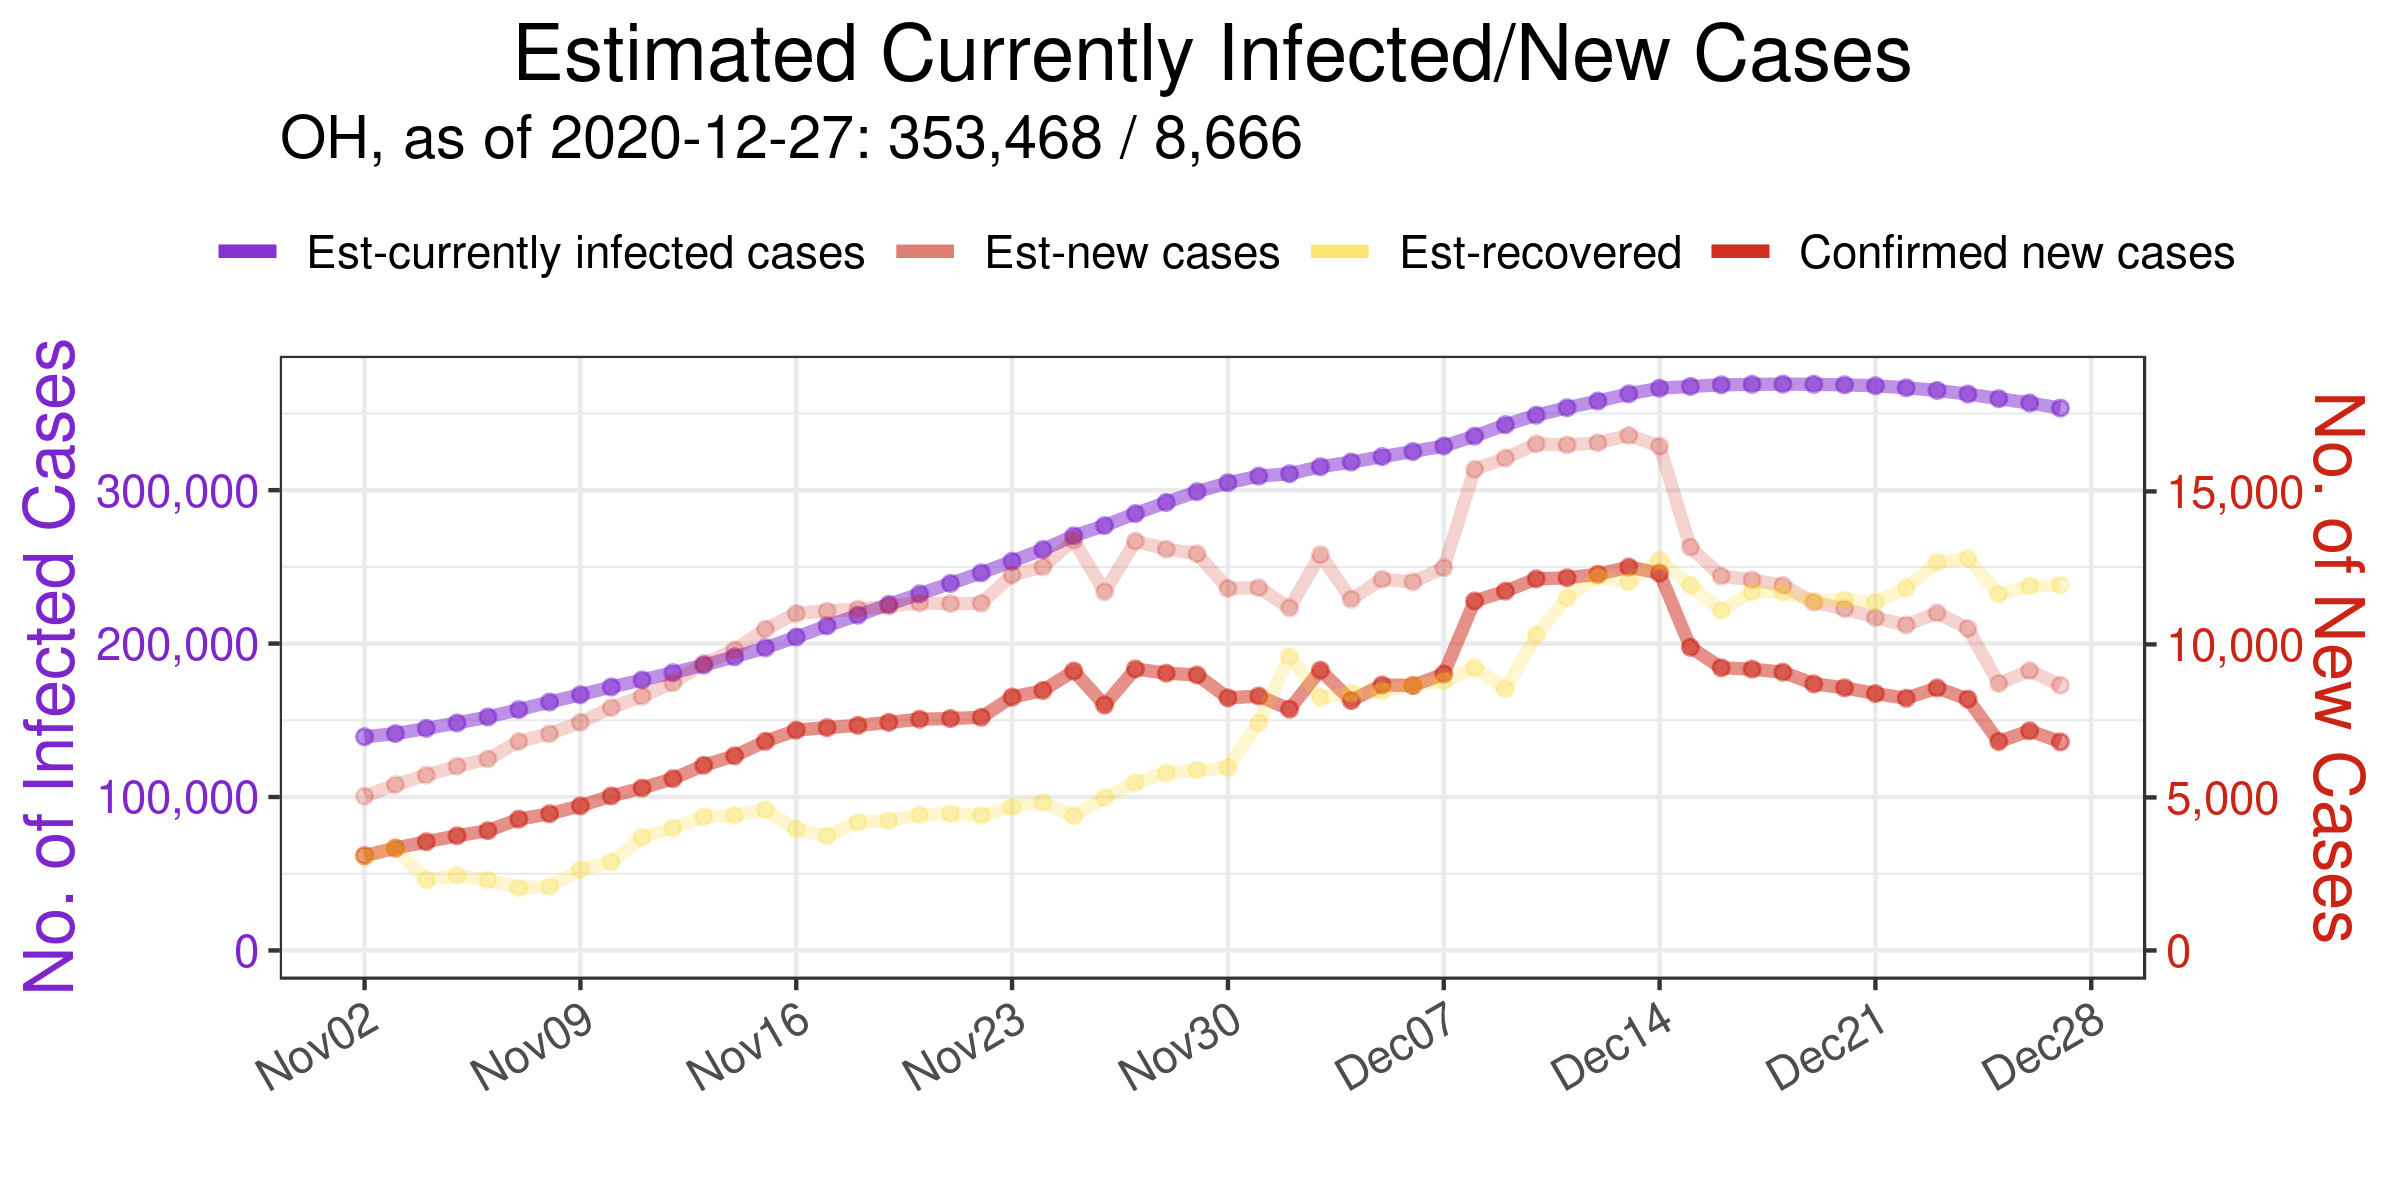 Estimated Currently Infected/New Cases
OH, as of 2020-12-27: 353,468 / 8,666
Est-currently infected cases Est-new cases Est-recovered Confirmed new cases
No. of Infected Cases
300,000
200,000
100,000
0
15,000
10,000
5,000
0
No. of New Cases
Nov02 Nov09 Nov16 Nov23 Nov30 Dec07 Dec14 Dec21 Dec28